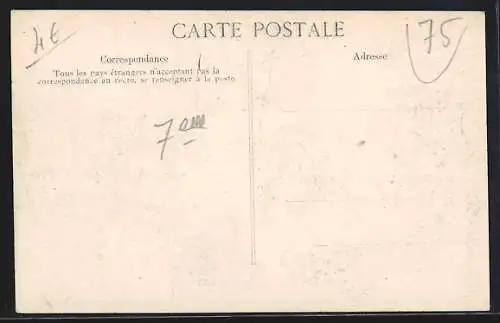 4€
CARTE POSTALE
75
Correspondance
Adresse
Tous les pays étrangers n'acceptant pas la
correspondance au recto, se renseigner à la poste
7em